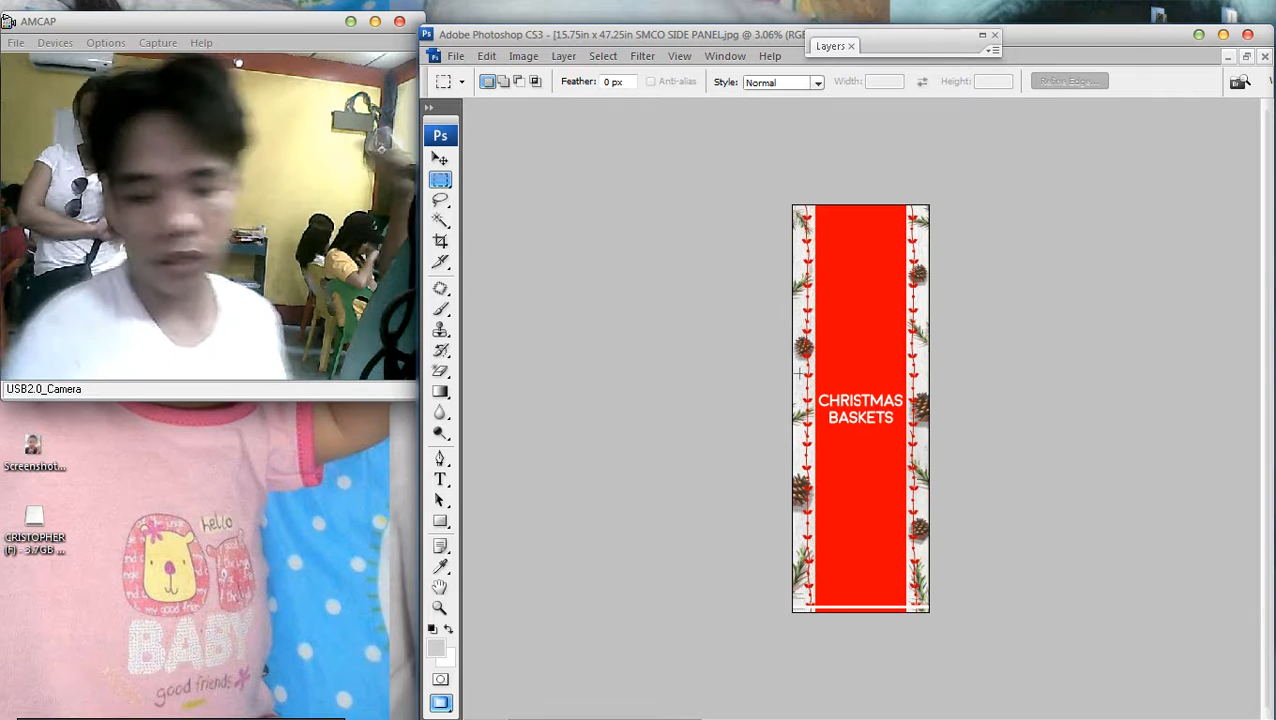 AMCAP
File Devices Options Capture Help
USB2.0_Camera
Screenshot...
CRISTOPHER
(F) - 3.7GB ...
hello
BABY
good friends
Adobe Photoshop CS3 - [15.75in x 47.25in SMCO SIDE PANEL.jpg @ 3.06% (RG
Layers
File Edit Image Layer Select Filter View Window Help
Feather: 0 px Anti-alias Style: Normal Width: Height: Refine Edge...
Ps
CHRISTMAS
BASKETS